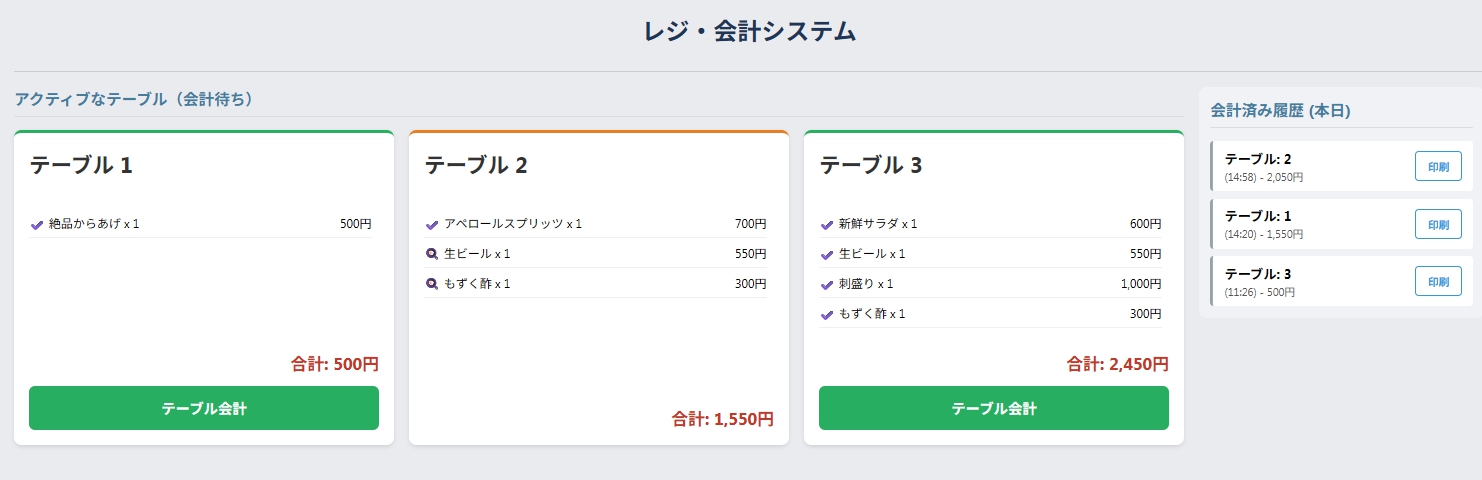 レジ・会計システム
アクティブなテーブル（会計待ち）
テーブル 1
絶品からあげ x 1 500円
合計: 500円
テーブル会計
テーブル 2
アペロールスプリッツ x 1 700円
生ビール x 1 550円
もずく酢 x 1 300円
合計: 1,550円
テーブル 3
新鮮サラダ x 1 600円
生ビール x 1 550円
刺盛り x 1 1,000円
もずく酢 x 1 300円
合計: 2,450円
テーブル会計
会計済み履歴 (本日)
テーブル: 2
(14:58) - 2,050円
印刷
テーブル: 1
(14:20) - 1,550円
印刷
テーブル: 3
(11:26) - 500円
印刷